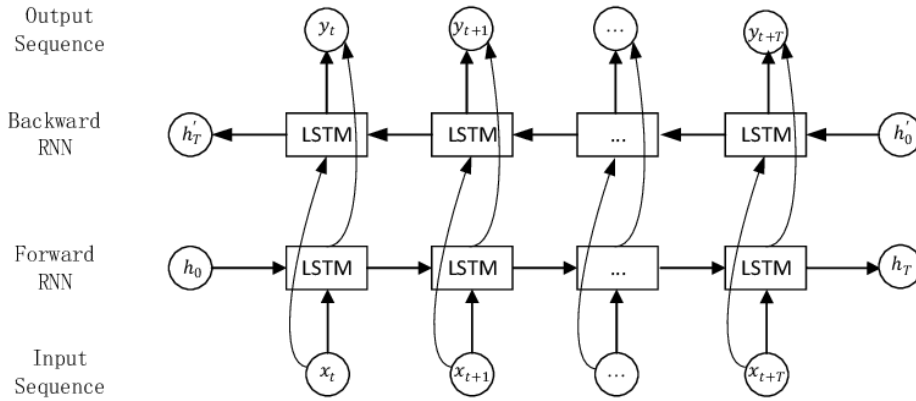 Output
Sequence
y_t
y_{t+1}
...
y_{t+T}
Backward
RNN
h'_T
LSTM
LSTM
...
LSTM
h'_0
Forward
RNN
h_0
LSTM
LSTM
...
LSTM
h_T
Input
Sequence
x_t
x_{t+1}
...
x_{t+T}